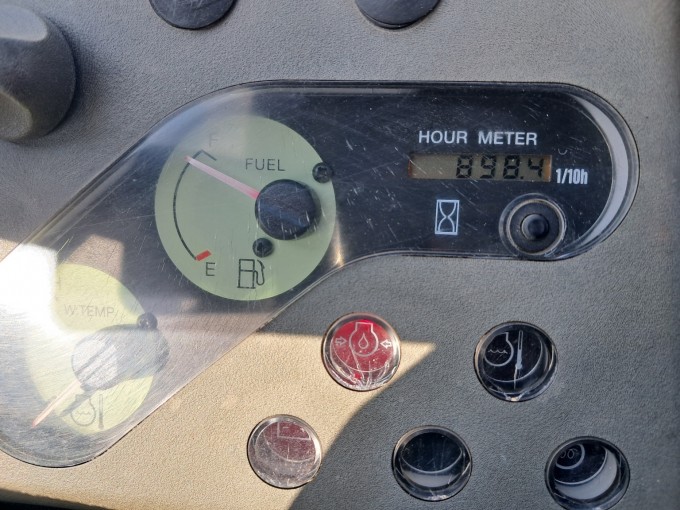 HOUR METER
898.4 1/10h
F
FUEL
E
W.TEMP.